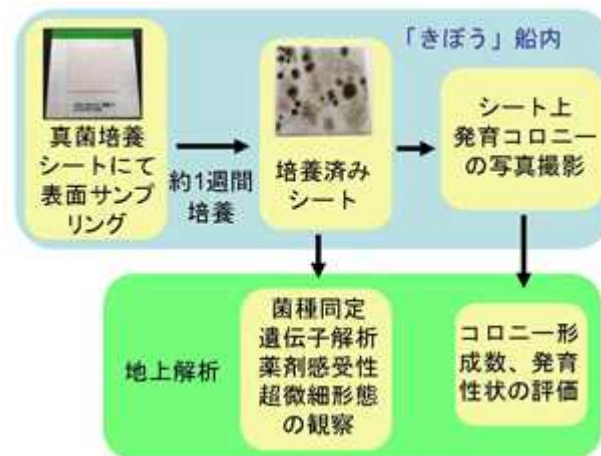 「きぼう」船内
真菌培養
シートにて
表面サンプ
リング
約1週間
培養
培養済み
シート
シート上
発育コロニー
の写真撮影
地上解析
菌種同定
遺伝子解析
薬剤感受性
超微細形態
の観察
コロニー形
成数、発育
性状の評価